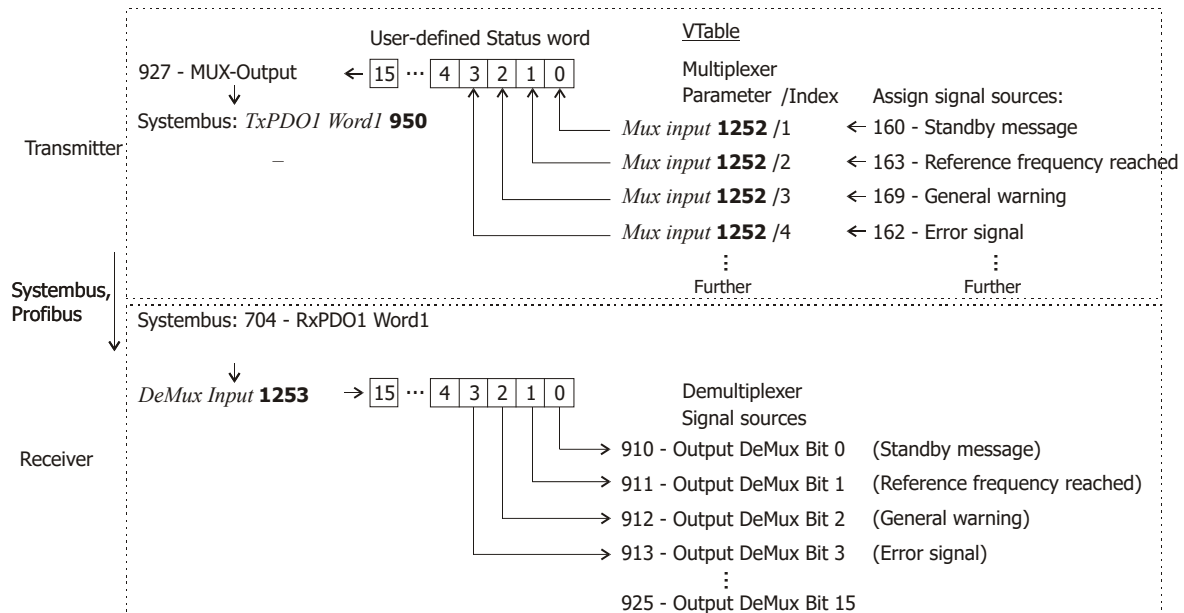 User-defined Status word
VTable
927 - MUX-Output
15 ... 4 3 2 1 0
Multiplexer
Parameter /Index
Assign signal sources:
Systembus: TxPDO1 Word1 950
Mux input 1252 /1
160 - Standby message
Transmitter
–
Mux input 1252 /2
163 - Reference frequency reached
Mux input 1252 /3
169 - General warning
Mux input 1252 /4
162 - Error signal
Further
Further
Systembus,
Profibus
Systembus: 704 - RxPDO1 Word1
DeMux Input 1253
15 ... 4 3 2 1 0
Demultiplexer
Signal sources
Receiver
910 - Output DeMux Bit 0 (Standby message)
911 - Output DeMux Bit 1 (Reference frequency reached)
912 - Output DeMux Bit 2 (General warning)
913 - Output DeMux Bit 3 (Error signal)
925 - Output DeMux Bit 15